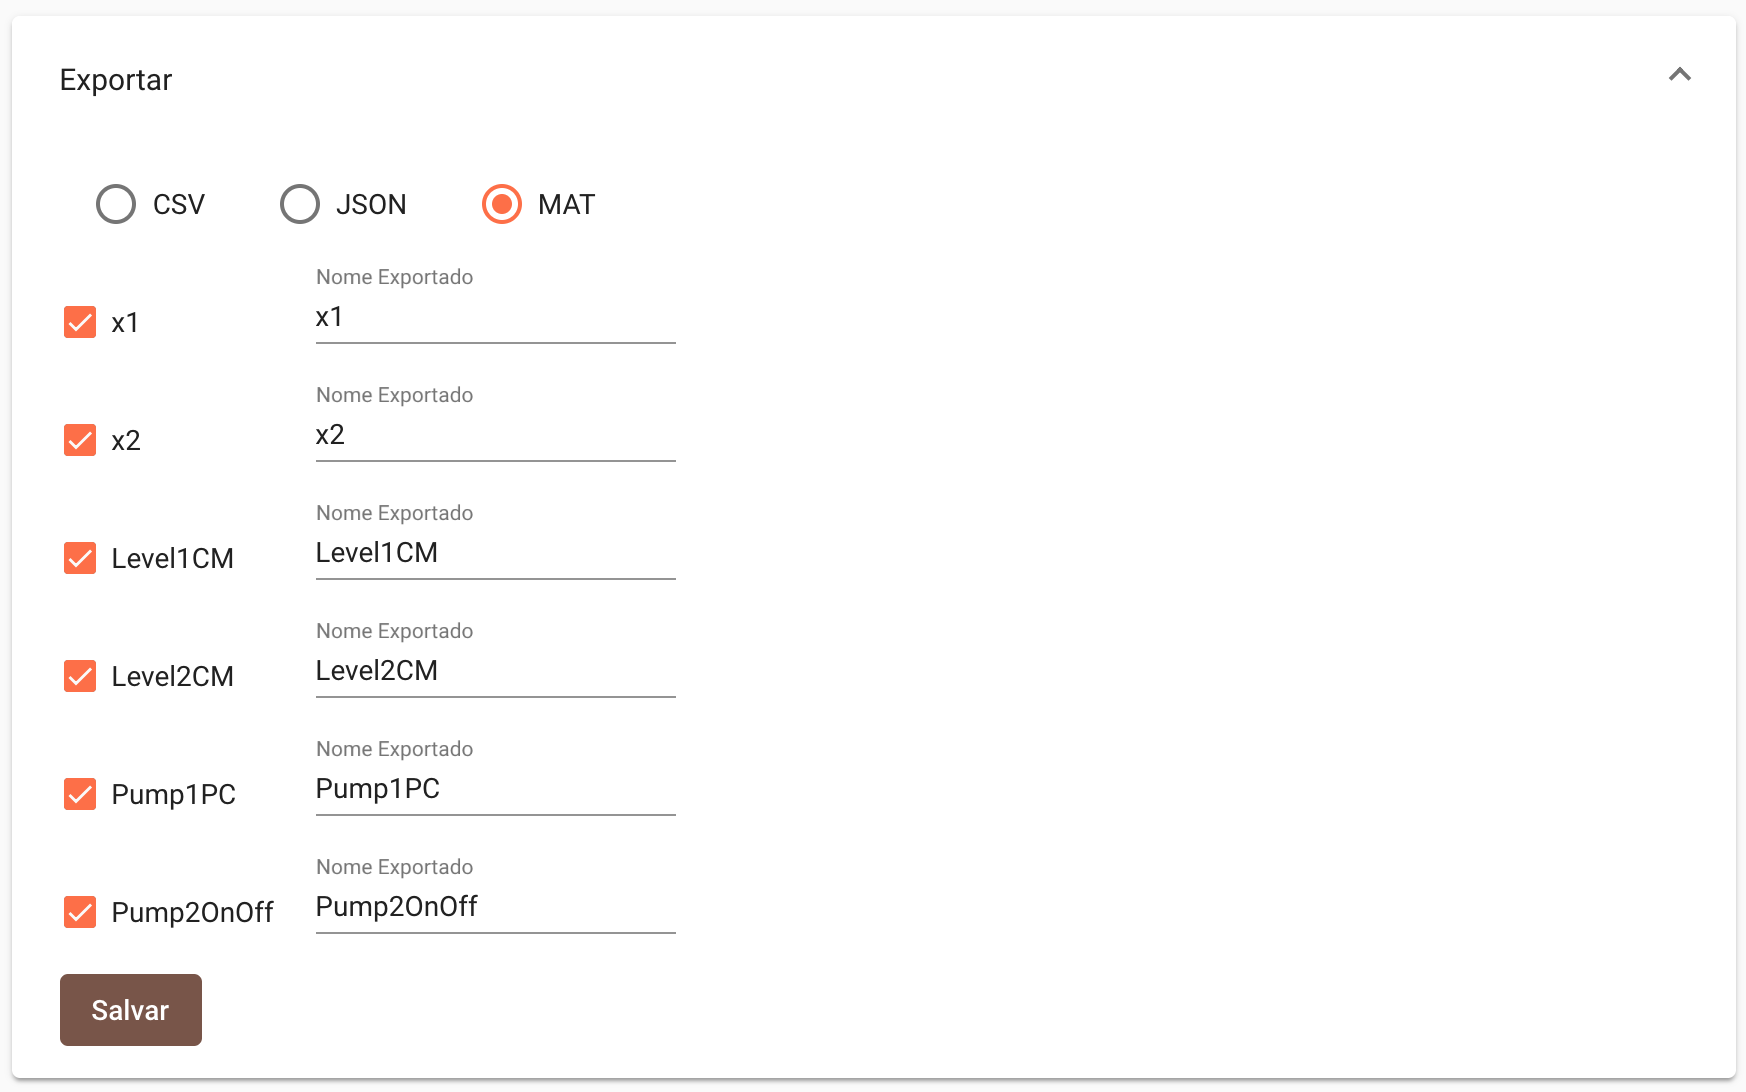 Exportar
CSV JSON MAT
Nome Exportado
x1 x1
Nome Exportado
x2 x2
Nome Exportado
Level1CM Level1CM
Nome Exportado
Level2CM Level2CM
Nome Exportado
Pump1PC Pump1PC
Nome Exportado
Pump2OnOff Pump2OnOff
Salvar